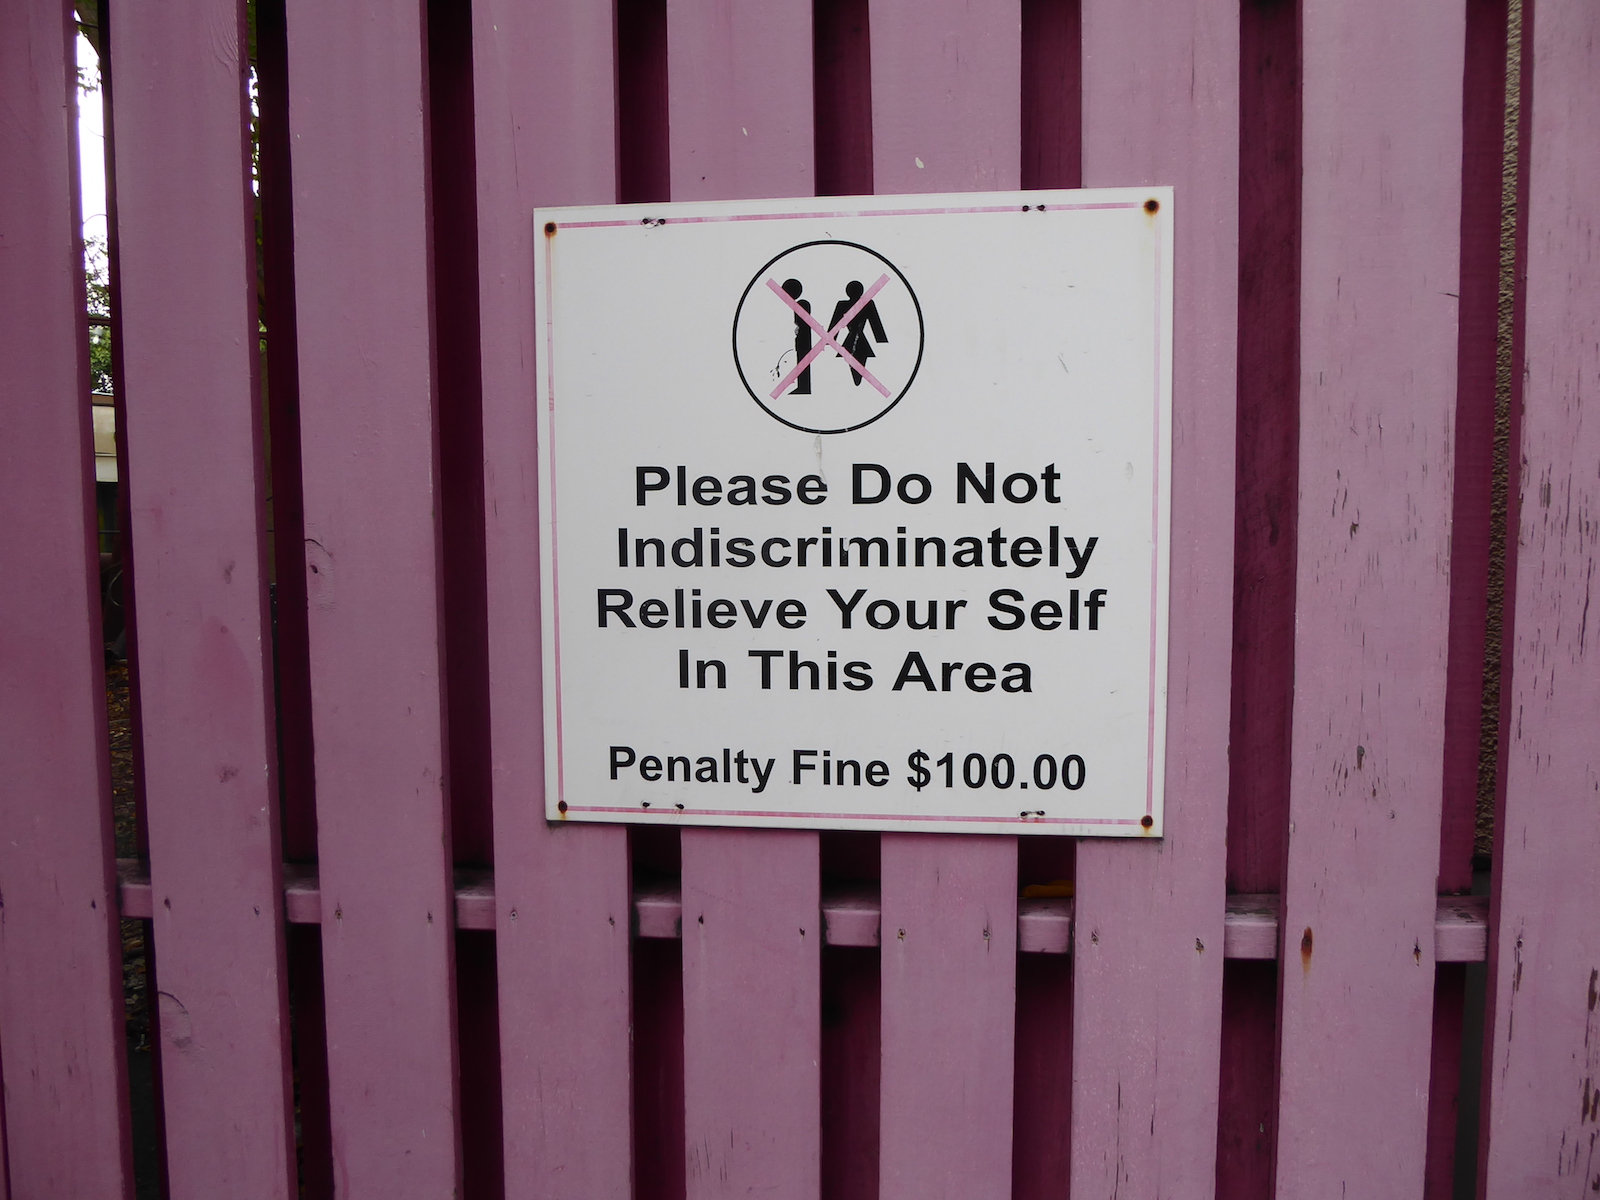 Please Do Not
Indiscriminately
Relieve Your Self
In This Area
Penalty Fine $100.00